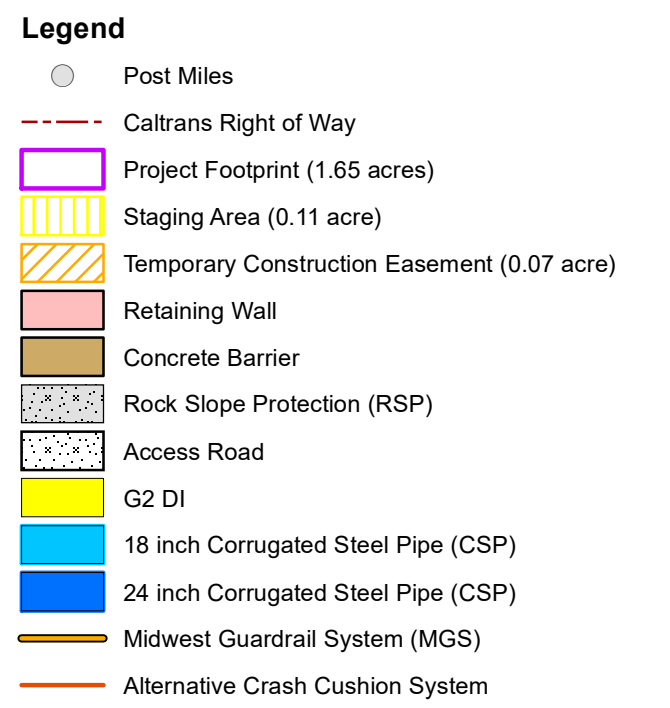 Legend
Post Miles
Caltrans Right of Way
Project Footprint (1.65 acres)
Staging Area (0.11 acre)
Temporary Construction Easement (0.07 acre)
Retaining Wall
Concrete Barrier
Rock Slope Protection (RSP)
Access Road
G2 DI
18 inch Corrugated Steel Pipe (CSP)
24 inch Corrugated Steel Pipe (CSP)
Midwest Guardrail System (MGS)
Alternative Crash Cushion System